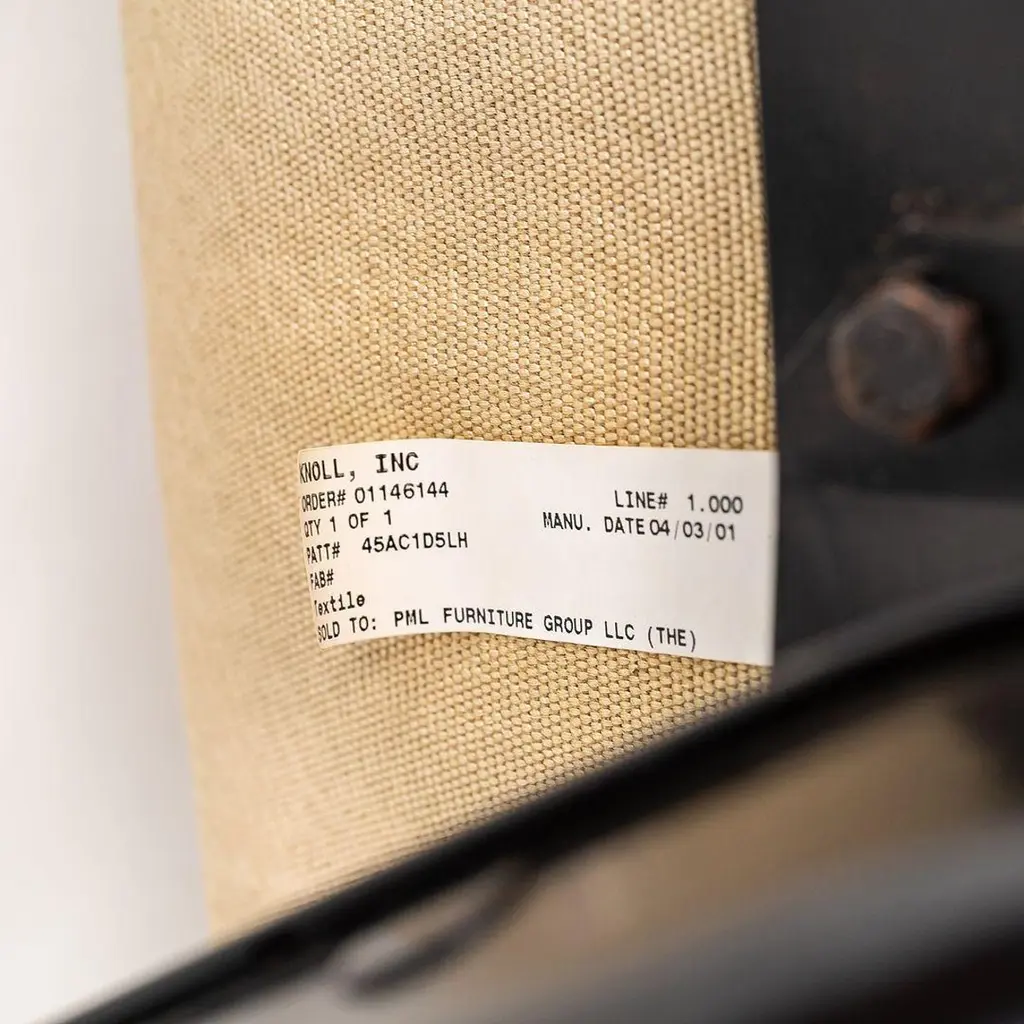 KNOLL, INC
ORDER# 01146144 LINE# 1.000
QTY 1 OF 1 MANU. DATE 04/03/01
PATT# 45AC1D5LH
FAB#
Textile
SOLD TO: PML FURNITURE GROUP LLC (THE)